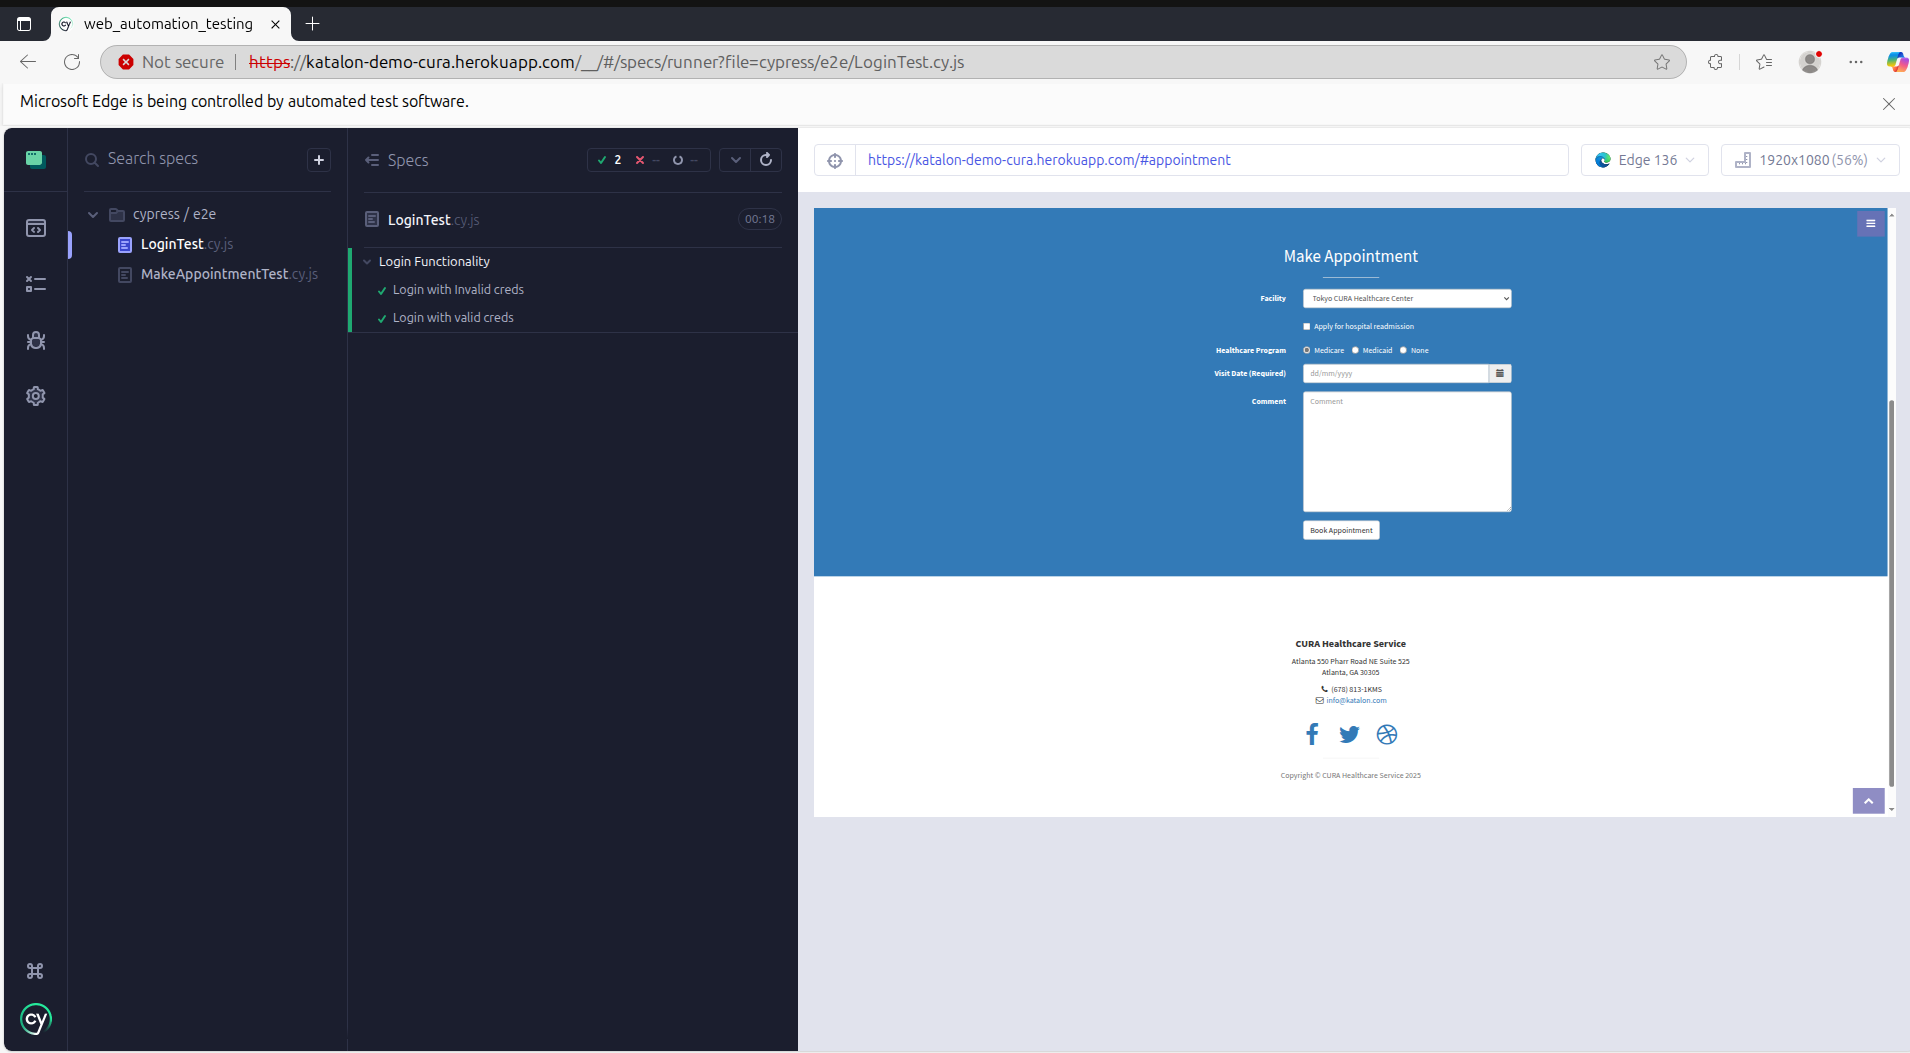 web_automation_testing
Not secure
https://katalon-demo-cura.herokuapp.com/__/#/specs/runner?file=cypress/e2e/LoginTest.cy.js
Microsoft Edge is being controlled by automated test software.
Search specs
+
cypress / e2e
LoginTest.cy.js
MakeAppointmentTest.cy.js
cy
Specs
2 -- --
LoginTest.cy.js
00:18
Login Functionality
Login with Invalid creds
Login with valid creds
https://katalon-demo-cura.herokuapp.com/#appointment
Edge 136
1920x1080 (56%)
Make Appointment
Facility
Tokyo CURA Healthcare Center
Apply for hospital readmission
Healthcare Program
Medicare Medicaid None
Visit Date (Required)
dd/mm/yyyy
Comment
Comment
Book Appointment
CURA Healthcare Service
Atlanta 550 Pharr Road NE Suite 525
Atlanta, GA 30305
(678) 813-1KMS
info@katalon.com
Copyright © CURA Healthcare Service 2025